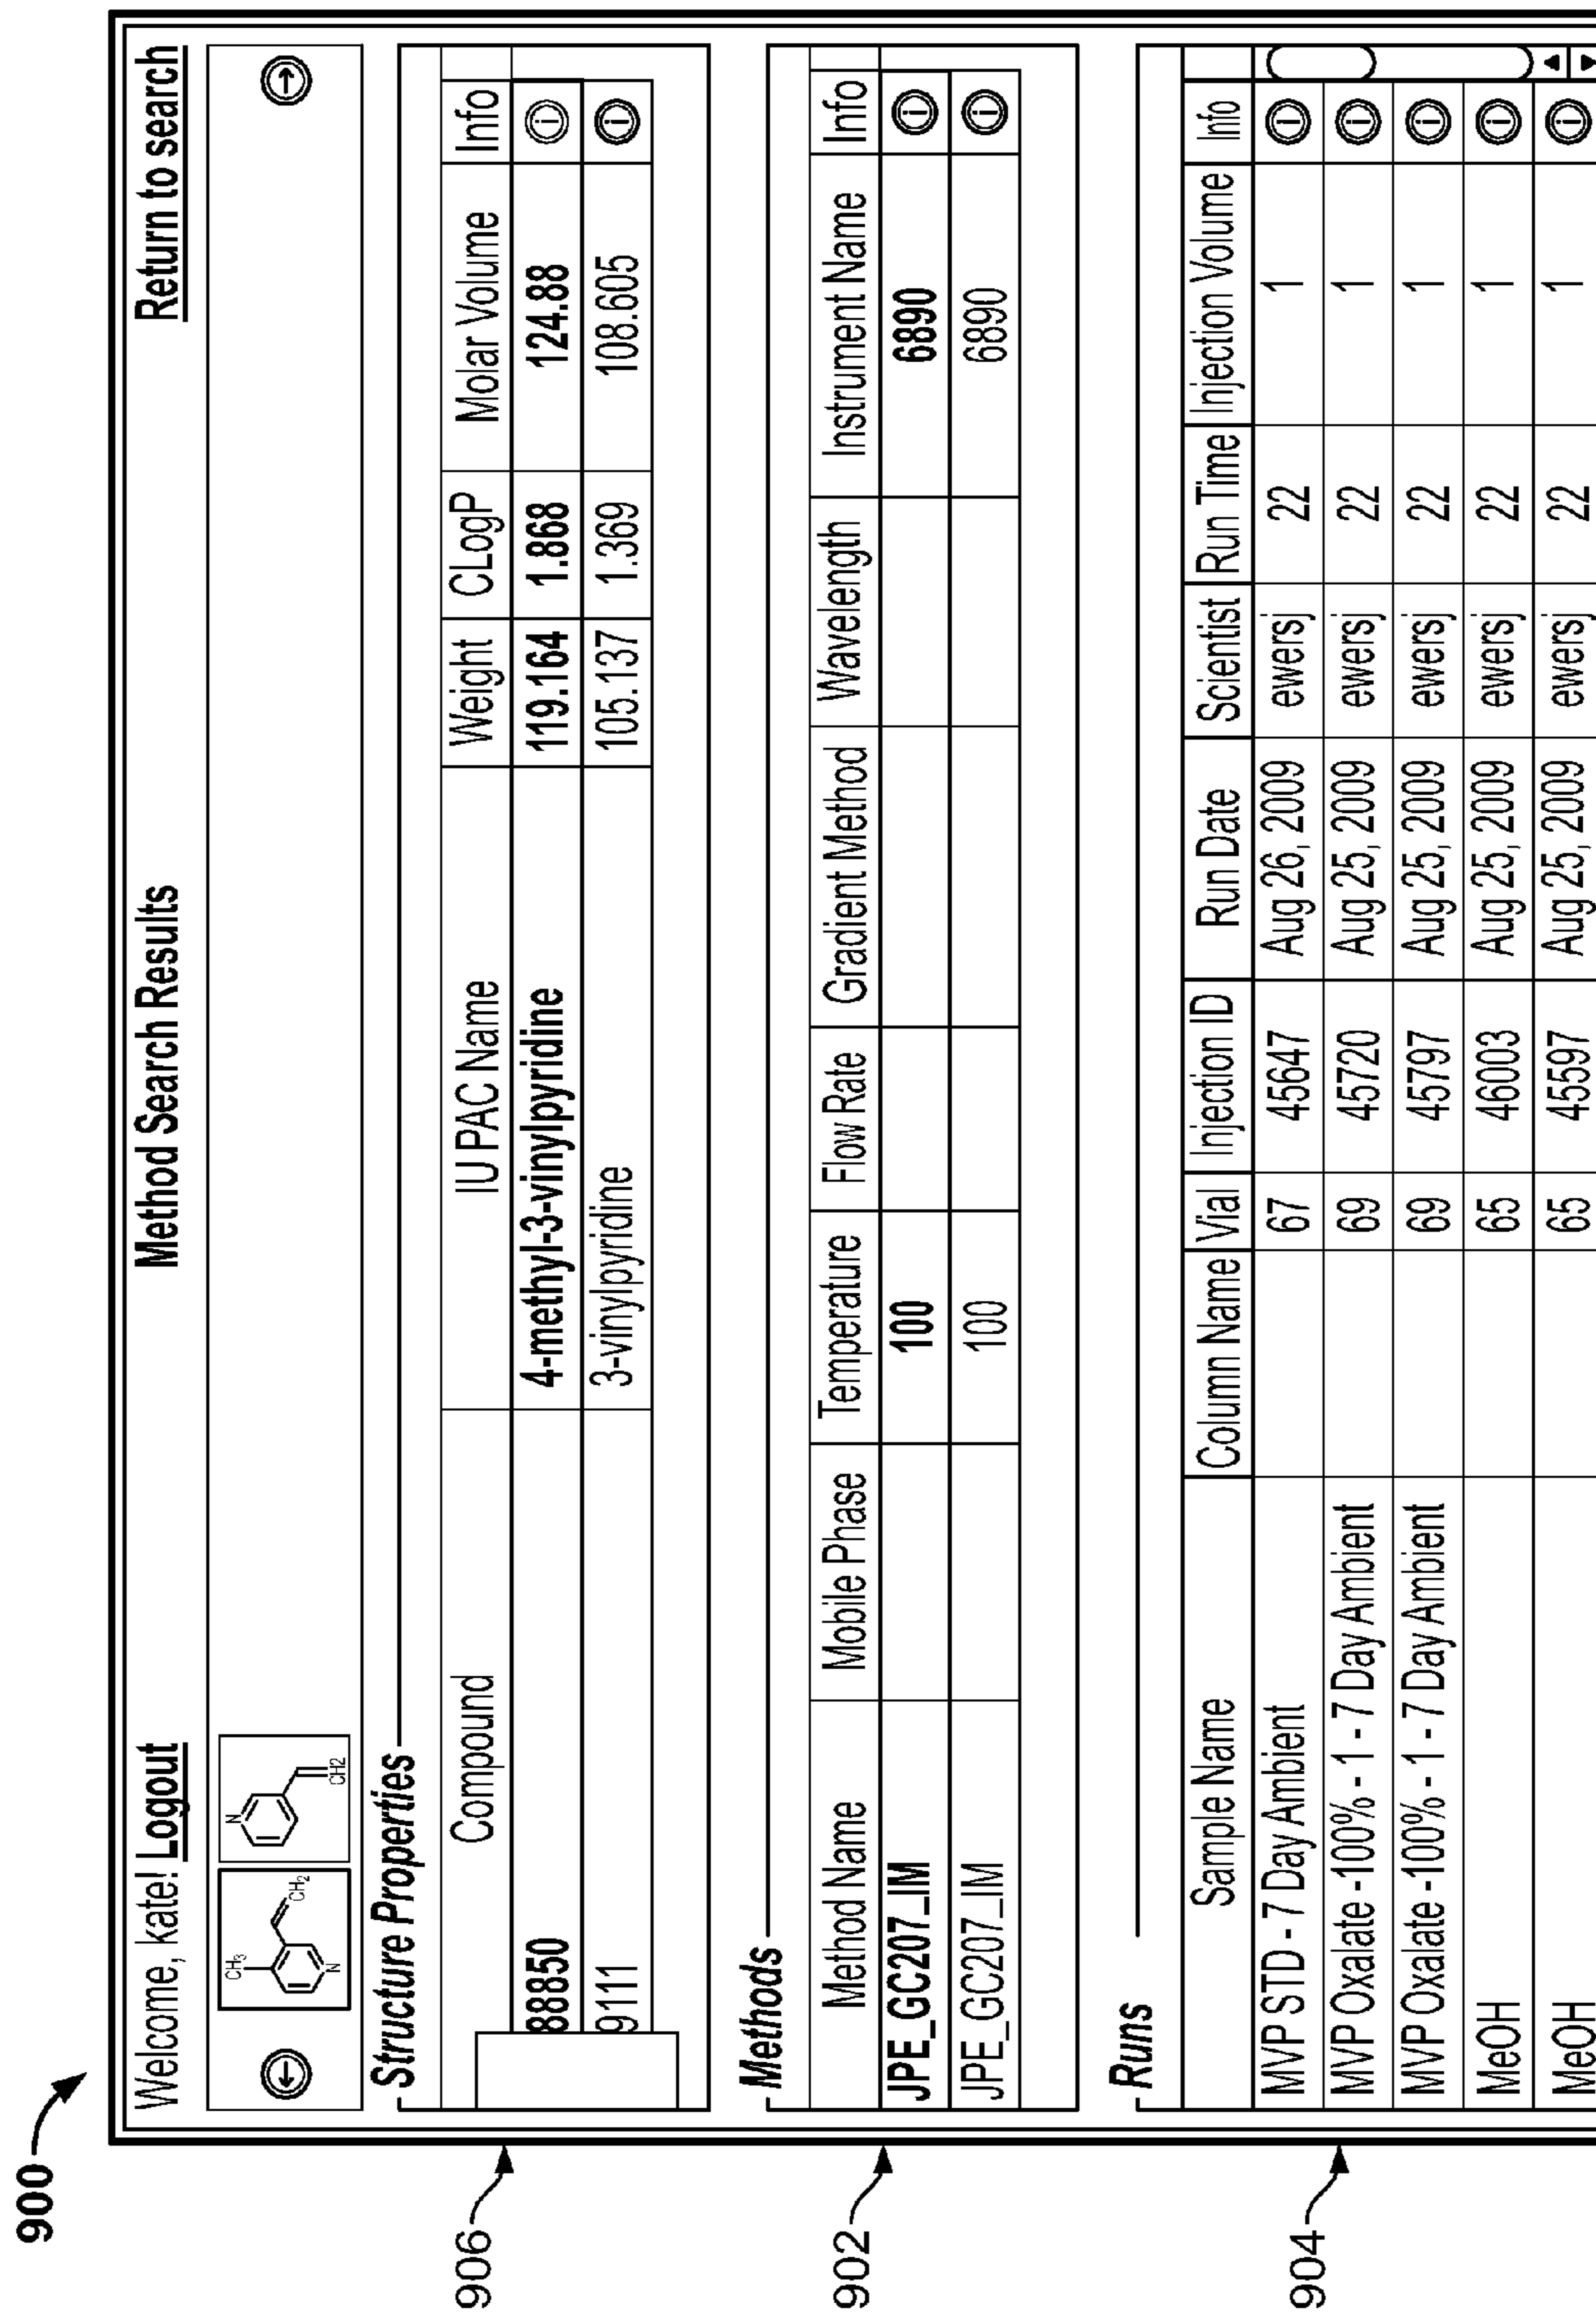 900
Welcome, kate! Logout Method Search Results Return to search
CH3 N CH2 N CH2
Structure Properties
Compound IU PAC Name Weight CLogP Molar Volume Info
88850 4-methyl-3-vinylpyridine 119.164 1.868 124.88 i
9111 3-vinylpyridine 105.137 1.369 108.605 i
906
Methods
Method Name Mobile Phase Temperature Flow Rate Gradient Method Wavelength Instrument Name Info
JPE_GC207_IM 100 6890 i
JPE_GC207_IM 100 6890 i
902
Runs
Sample Name Column Name Vial Injection ID Run Date Scientist Run Time Injection Volume Info
MVP STD - 7 Day Ambient 67 45647 Aug 26, 2009 ewersj 22 1 i
MVP Oxalate -100% - 1 - 7 Day Ambient 69 45720 Aug 25, 2009 ewersj 22 1 i
MVP Oxalate -100% - 1 - 7 Day Ambient 69 45797 Aug 25, 2009 ewersj 22 1 i
MeOH 65 46003 Aug 25, 2009 ewersj 22 1 i
MeOH 65 45597 Aug 25, 2009 ewersj 22 1 i
904